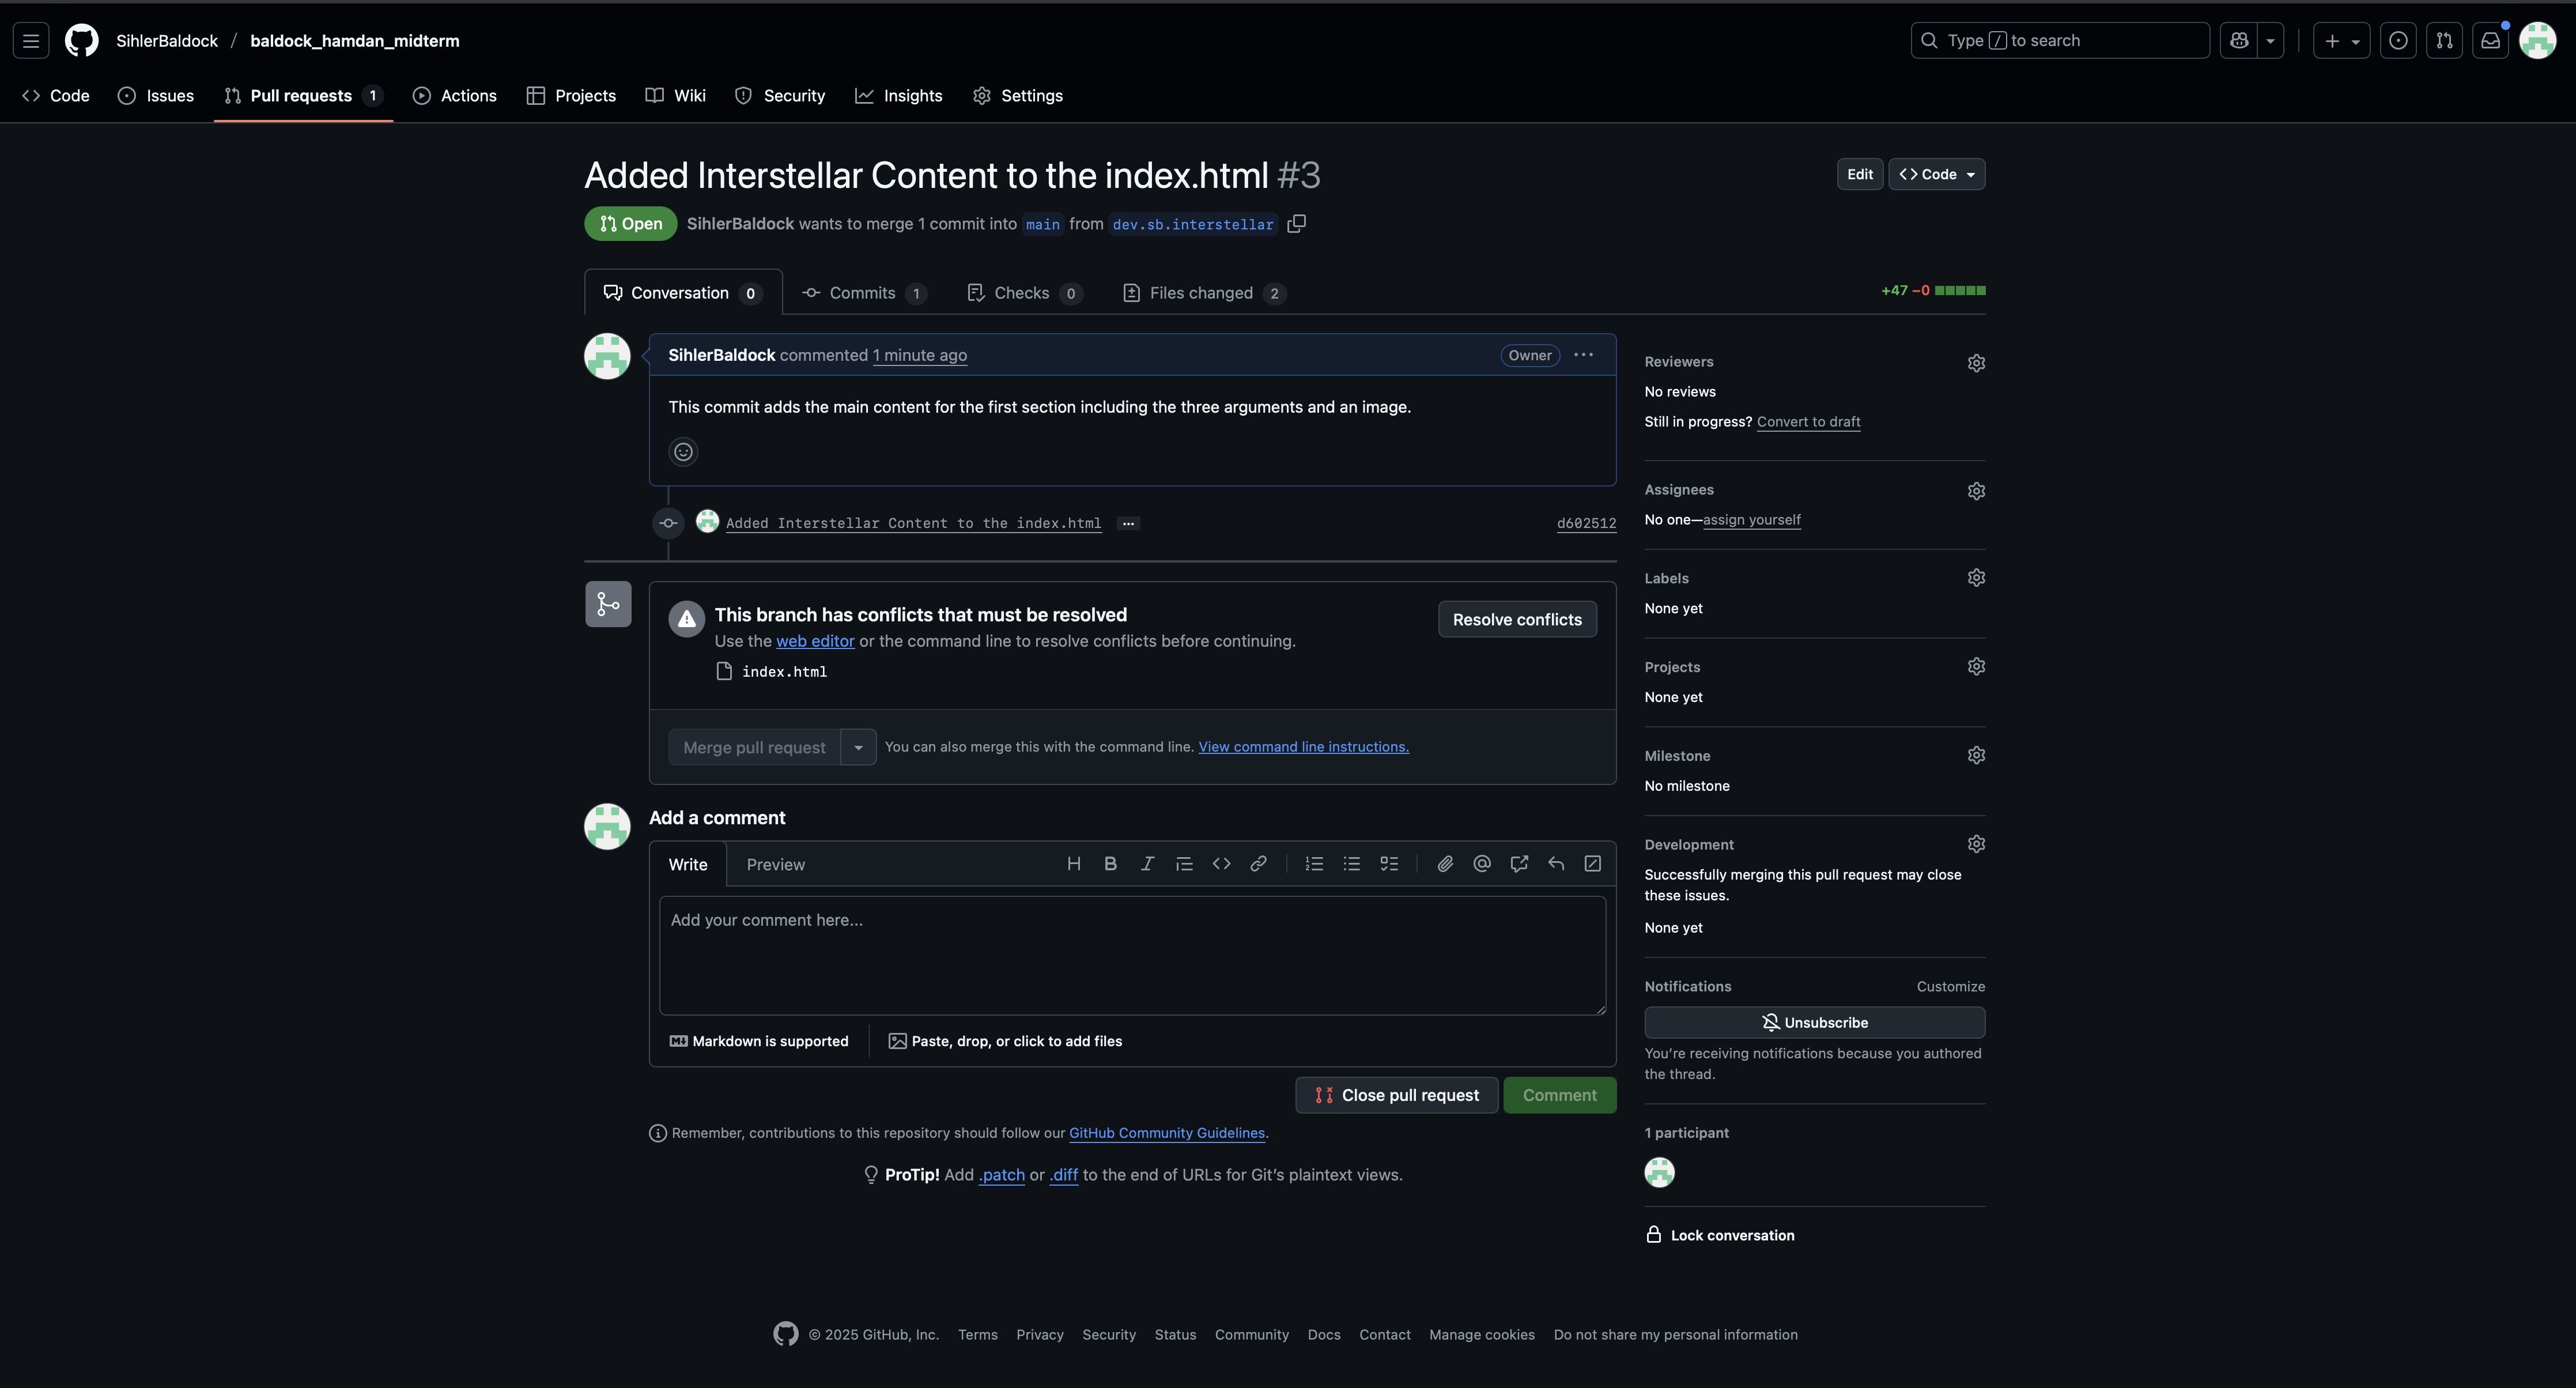 SihlerBaldock / baldock_hamdan_midterm
Type / to search
Code
Issues
Pull requests 1
Actions
Projects
Wiki
Security
Insights
Settings
Added Interstellar Content to the index.html #3
Edit
Code
Open
SihlerBaldock wants to merge 1 commit into main from dev.sb.interstellar
Conversation 0
Commits 1
Checks 0
Files changed 2
+47 −0
SihlerBaldock commented 1 minute ago
Owner
This commit adds the main content for the first section including the three arguments and an image.
Added Interstellar Content to the index.html
d602512
This branch has conflicts that must be resolved
Use the web editor or the command line to resolve conflicts before continuing.
index.html
Resolve conflicts
Merge pull request
You can also merge this with the command line. View command line instructions.
Add a comment
Write
Preview
Add your comment here...
Markdown is supported
Paste, drop, or click to add files
Close pull request
Comment
Remember, contributions to this repository should follow our GitHub Community Guidelines.
ProTip! Add .patch or .diff to the end of URLs for Git's plaintext views.
Reviewers
No reviews
Still in progress? Convert to draft
Assignees
No one—assign yourself
Labels
None yet
Projects
None yet
Milestone
No milestone
Development
Successfully merging this pull request may close
these issues.
None yet
Notifications
Customize
Unsubscribe
You're receiving notifications because you authored
the thread.
1 participant
Lock conversation
© 2025 GitHub, Inc.
Terms
Privacy
Security
Status
Community
Docs
Contact
Manage cookies
Do not share my personal information